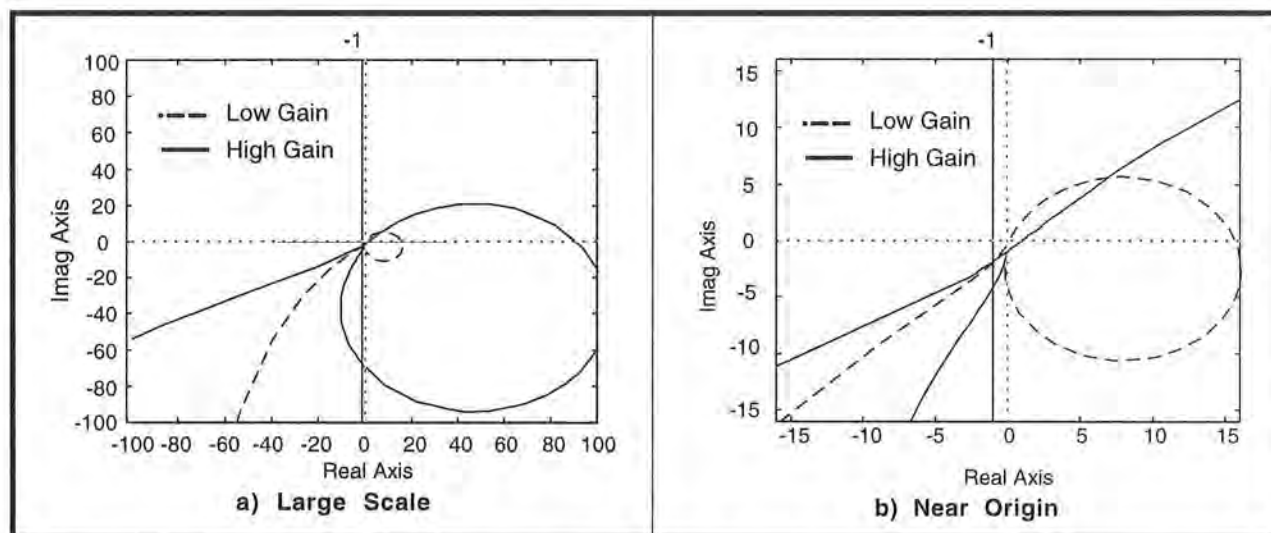 -1
100
80
60
40
20
0
-20
-40
-60
-80
-100
Imag Axis
Low Gain
High Gain
-100 -80 -60 -40 -20 0 20 40 60 80 100
Real Axis
a) Large Scale
-1
15
10
5
0
-5
-10
-15
Imag Axis
Low Gain
High Gain
-15 -10 -5 0 5 10 15
Real Axis
b) Near Origin